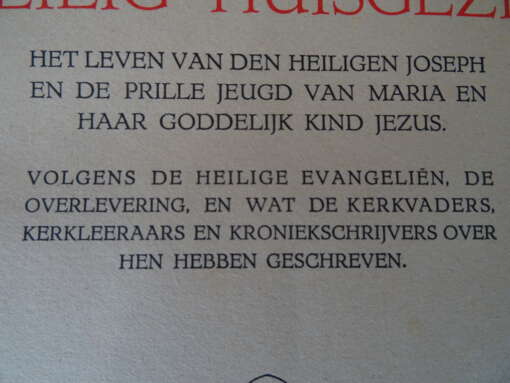 HUISGEZI
HET LEVEN VAN DEN HEILIGEN JOSEPH
EN DE PRILLE JEUGD VAN MARIA EN
HAAR GODDELIJK KIND JEZUS.
VOLGENS DE HEILIGE EVANGELIËN, DE
OVERLEVERING, EN WAT DE KERKVADERS,
KERKLEERAARS EN KRONIEKSCHRIJVERS OVER
HEN HEBBEN GESCHREVEN.